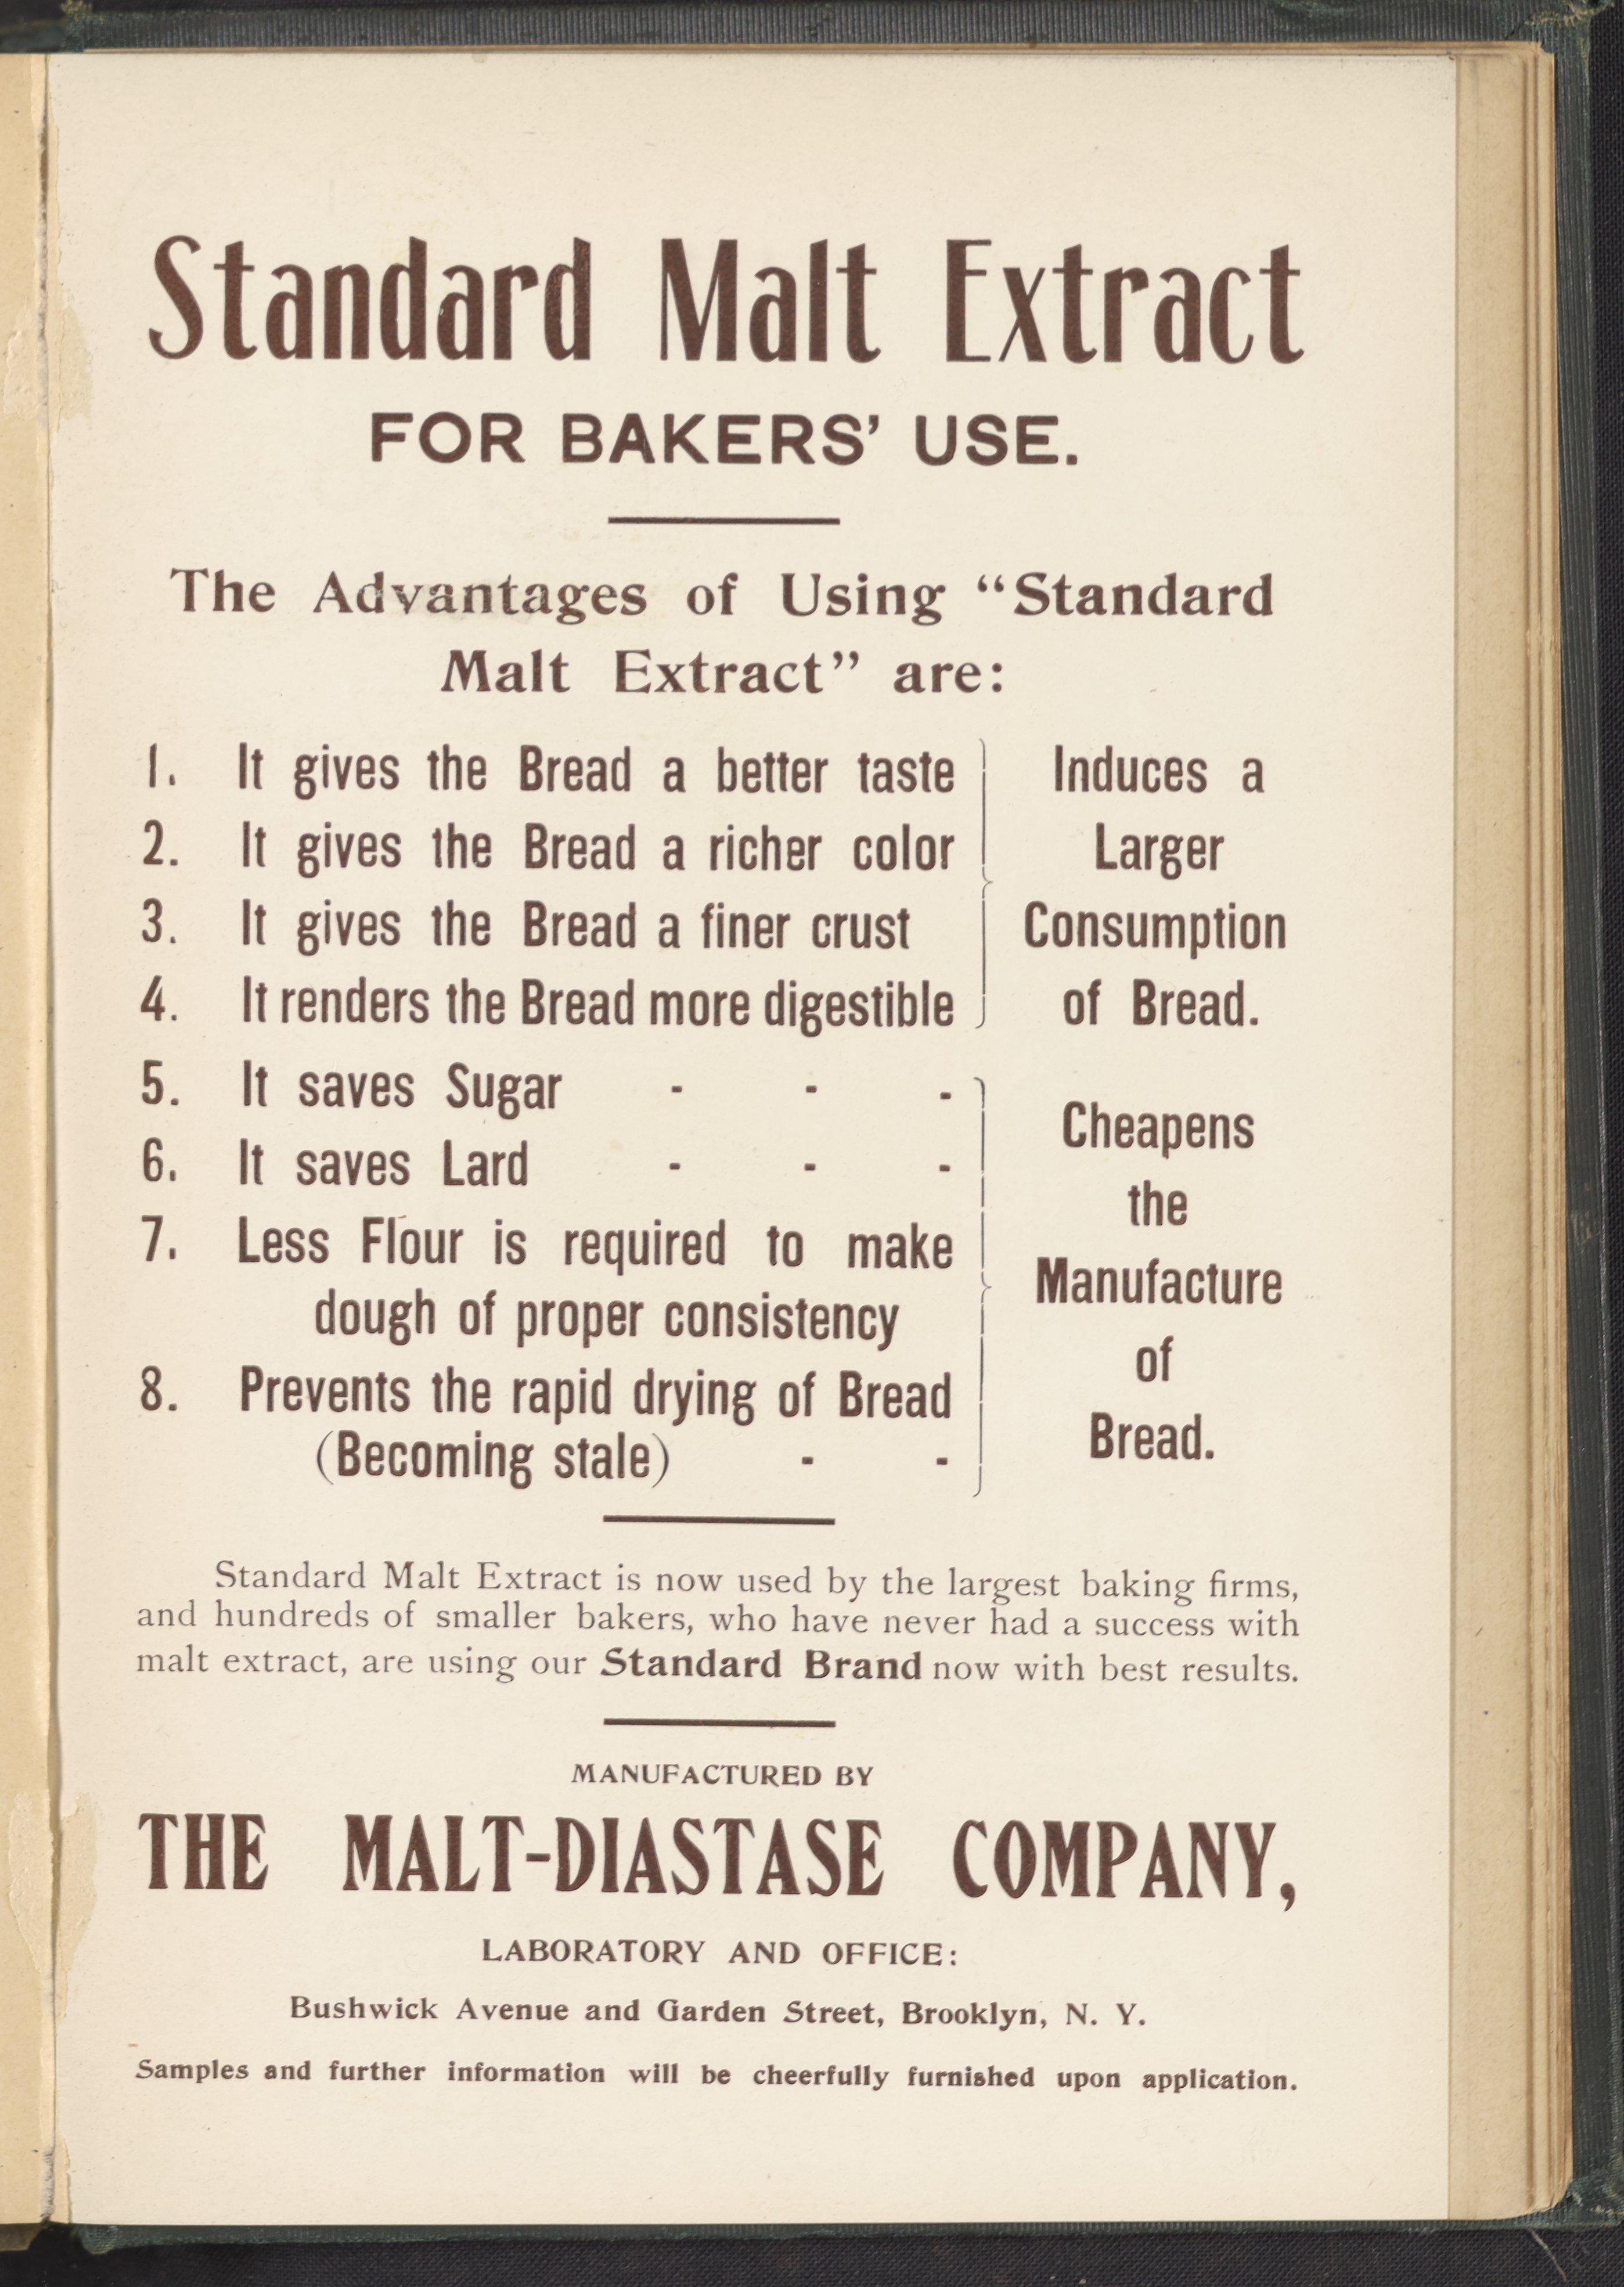 Standard Malt Extract
FOR BAKERS' USE.
The Advantages of Using “Standard
Malt Extract” are:
1. It gives the Bread a better taste
2. It gives the Bread a richer color
3. It gives the Bread a finer crust
4. It renders the Bread more digestible
Induces a
Larger
Consumption
of Bread.
5. It saves Sugar - - -
6. It saves Lard - - -
7. Less Flour is required to make
dough of proper consistency
8. Prevents the rapid drying of Bread
(Becoming stale) - -
Cheapens
the
Manufacture
of
Bread.
Standard Malt Extract is now used by the largest baking firms,
and hundreds of smaller bakers, who have never had a success with
malt extract, are using our Standard Brand now with best results.
MANUFACTURED BY
THE MALT-DIASTASE COMPANY,
LABORATORY AND OFFICE:
Bushwick Avenue and Garden Street, Brooklyn, N. Y.
Samples and further information will be cheerfully furnished upon application.